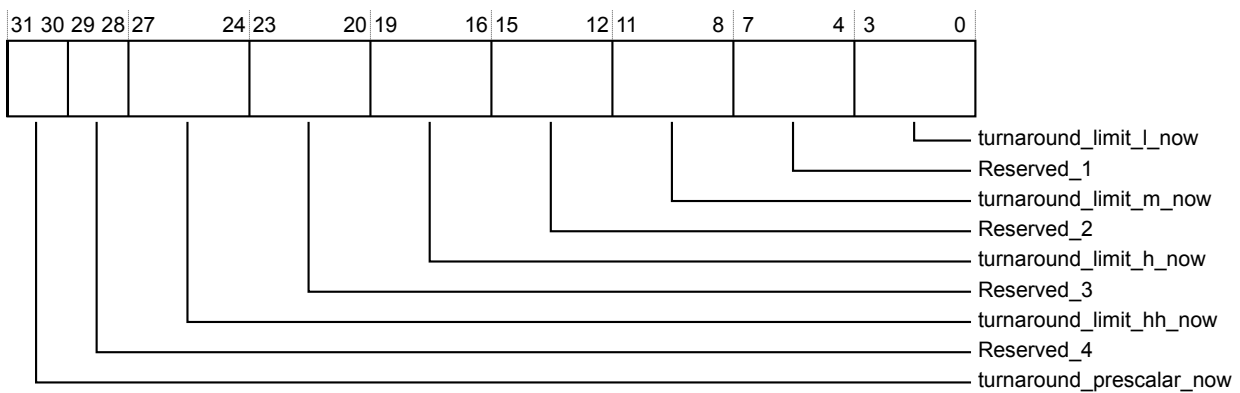 31 30 29 28 27 24 23 20 19 16 15 12 11 8 7 4 3 0
turnaround_limit_l_now
Reserved_1
turnaround_limit_m_now
Reserved_2
turnaround_limit_h_now
Reserved_3
turnaround_limit_hh_now
Reserved_4
turnaround_prescalar_now